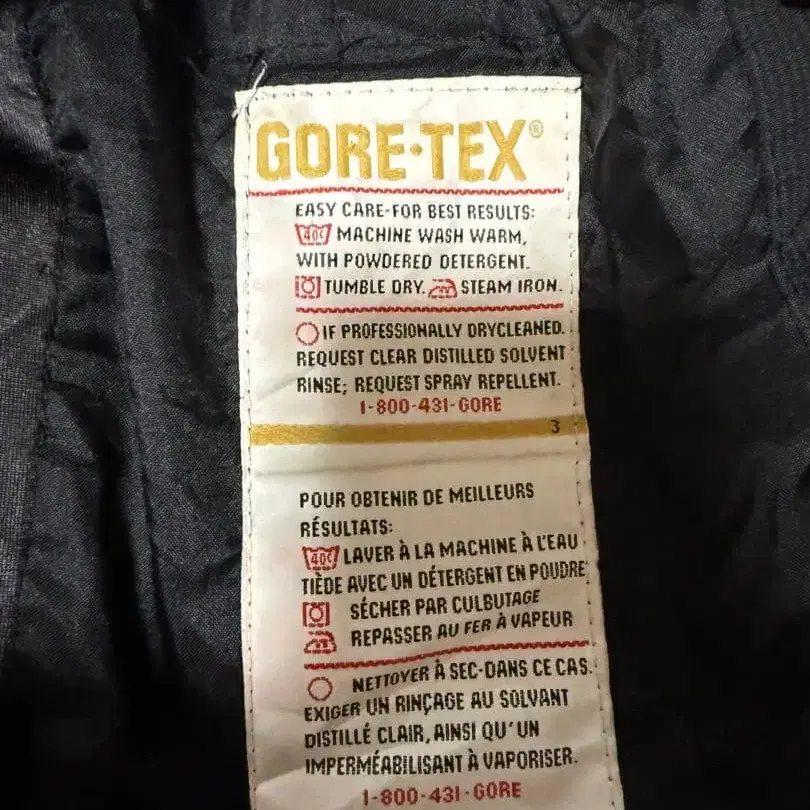 GORE-TEX®
EASY CARE-FOR BEST RESULTS:
40C MACHINE WASH WARM,
WITH POWDERED DETERGENT.
TUMBLE DRY. STEAM IRON.
IF PROFESSIONALLY DRYCLEANED.
REQUEST CLEAR DISTILLED SOLVENT
RINSE; REQUEST SPRAY REPELLENT.
1-800-431-GORE
3
POUR OBTENIR DE MEILLEURS
RÉSULTATS:
40C LAVER À LA MACHINE À L'EAU
TIÈDE AVEC UN DÉTERGENT EN POUDRE
SÉCHER PAR CULBUTAGE
REPASSER AU FER À VAPEUR
NETTOYER À SEC-DANS CE CAS.
EXIGER UN RINÇAGE AU SOLVANT
DISTILLÉ CLAIR, AINSI QU'UN
IMPERMÉABILISANT À VAPORISER.
1-800-431-GORE